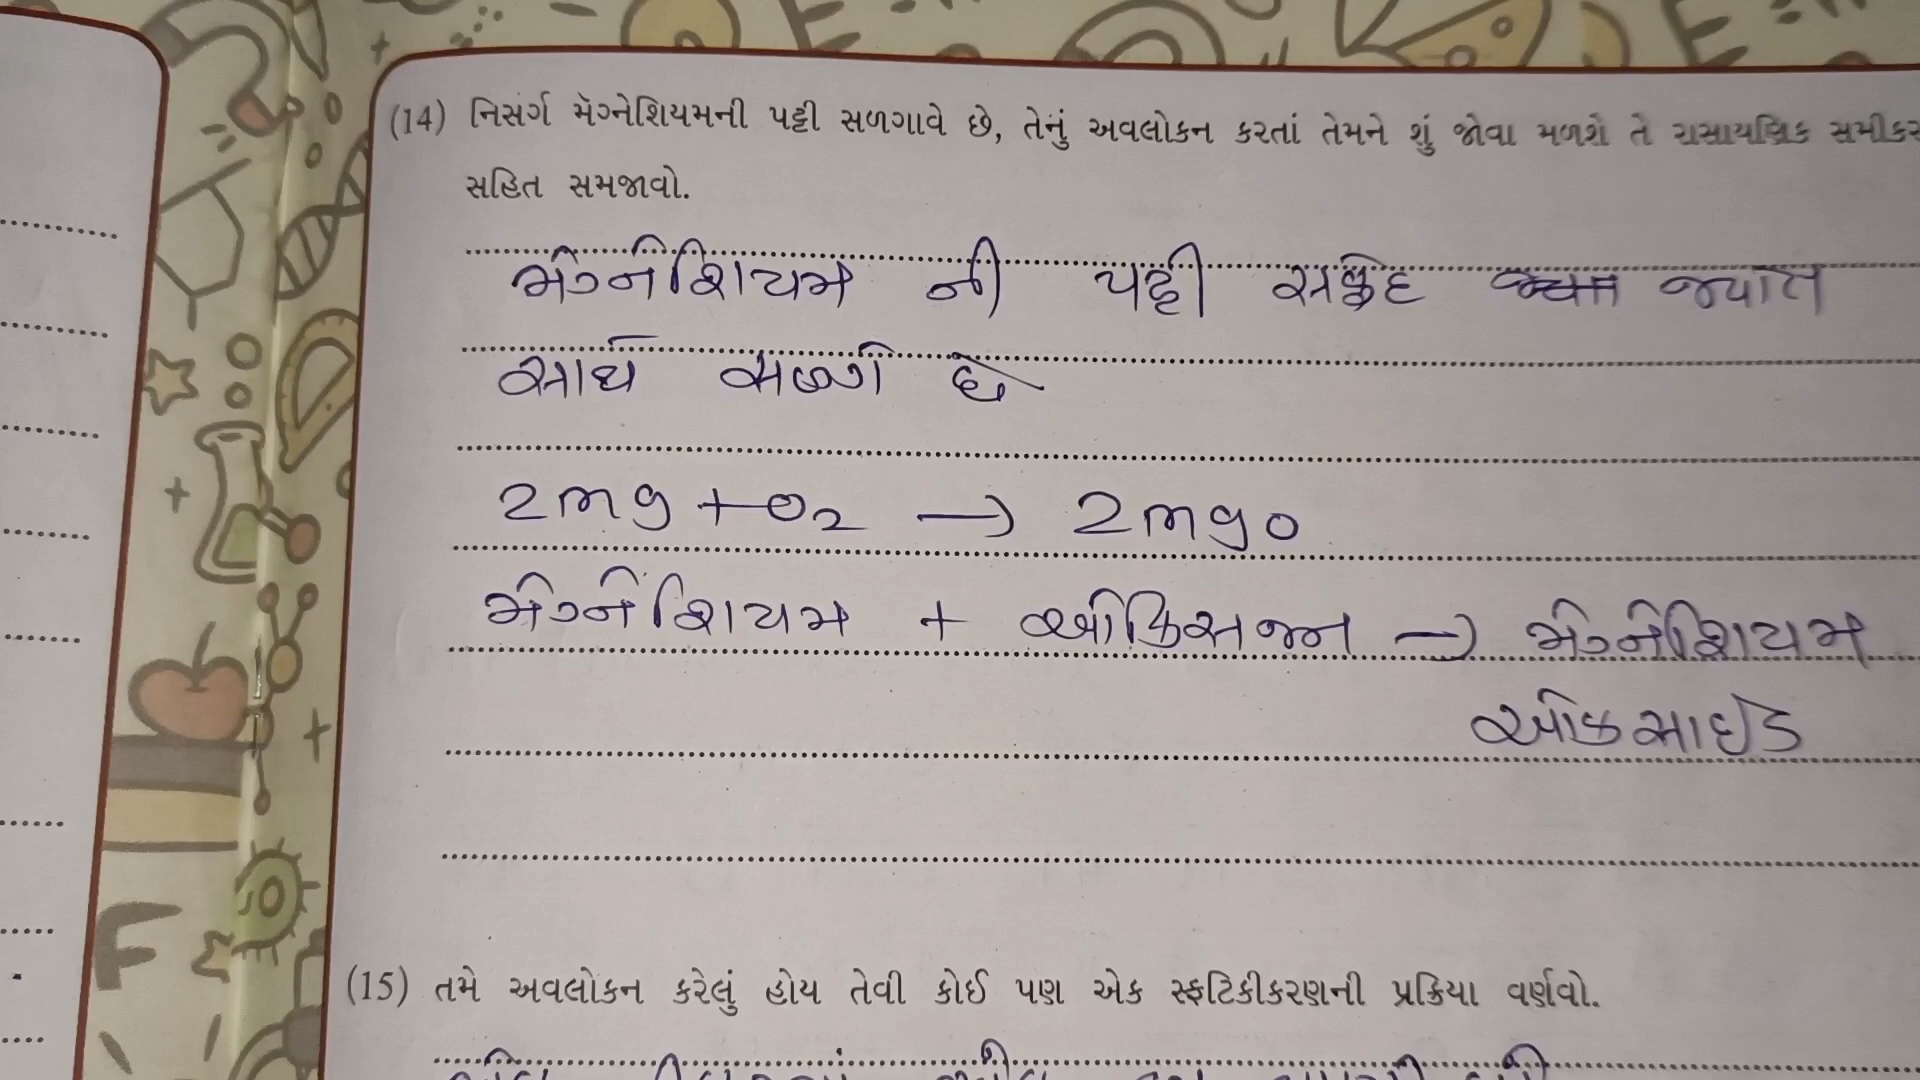 (14) નિસર્ગ મૅગ્નેશિયમની પટ્ટી સળગાવે છે, તેનું અવલોકન કરતાં તેમને શું જોવા મળશે તે રાસાયણિક સમીકર
સહિત સમજાવો.
મેગ્નેશિયમ ની પટ્ટી સફેદ જ્યોત
સાથે સળગે છે
2mg + O2 → 2mgo
મેગ્નેશિયમ + ઓકિસજન → મેગ્નેશિયમ
ઓકસાઇડ
(15) તમે અવલોકન કરેલું હોય તેવી કોઈ પણ એક સ્ફટિકીકરણની પ્રક્રિયા વર્ણવો.
F